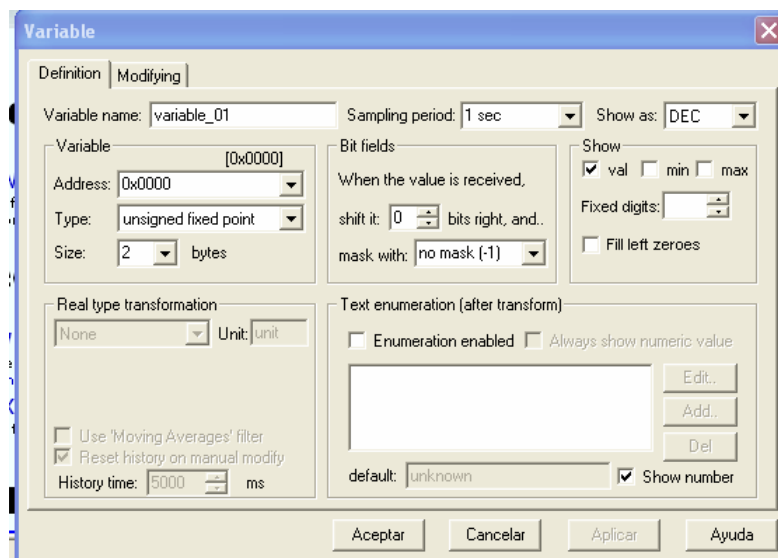 Variable
Definition Modifying
Variable name: variable_01 Sampling period: 1 sec Show as: DEC
Variable Bit fields Show
[0x0000]
val min max
Address: 0x0000 When the value is received,
Type: unsigned fixed point shift it: 0 bits right, and.. Fixed digits:
Size: 2 bytes mask with: no mask (-1) Fill left zeroes
Real type transformation Text enumeration (after transform)
None Unit: unit Enumeration enabled Always show numeric value
Edit..
Add..
Use 'Moving Averages' filter Del
Reset history on manual modify
History time: 5000 ms default: unknown Show number
Aceptar Cancelar Aplicar Ayuda